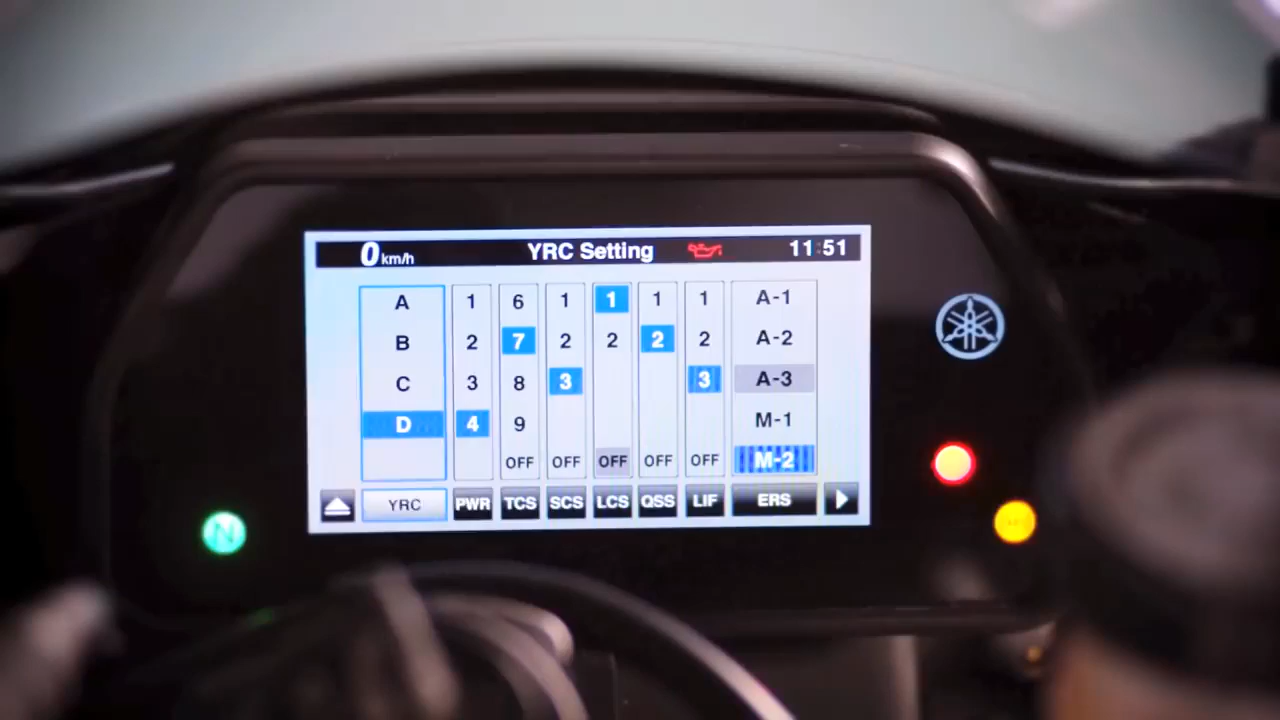 0 km/h YRC Setting 11:51
A 1 6 1 1 1 1 A-1
B 2 7 2 2 2 2 A-2
C 3 8 3 3 A-3
D 4 9 M-1
OFF OFF OFF OFF OFF M-2
YRC PWR TCS SCS LCS QSS LIF ERS
N